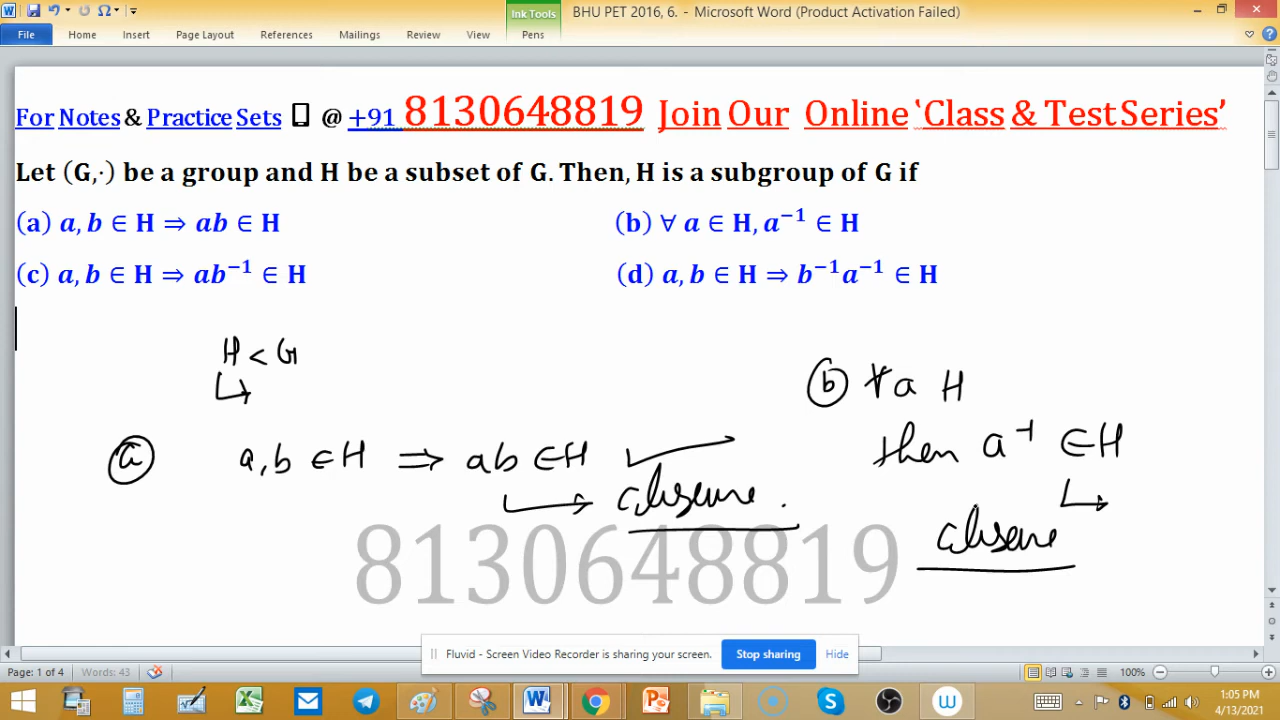 BHU PET 2016, 6. - Microsoft Word (Product Activation Failed)
Ink Tools
File Home Insert Page Layout References Mailings Review View Pens
For Notes & Practice Sets @ +91 8130648819 Join Our Online ‘Class & Test Series’
Let (G,·) be a group and H be a subset of G. Then, H is a subgroup of G if
(a) a, b ∈ H ⇒ ab ∈ H (b) ∀ a ∈ H, a⁻¹ ∈ H
(c) a, b ∈ H ⇒ ab⁻¹ ∈ H (d) a, b ∈ H ⇒ b⁻¹a⁻¹ ∈ H
H < G
(b) ∀ a H
then a⁻¹ ∈ H
(a) a, b ∈ H ⇒ ab ∈ H
8130648819
Fluvid - Screen Video Recorder is sharing your screen. Stop sharing Hide
Page: 1 of 4 Words: 43 100%
1:05 PM
4/13/2021